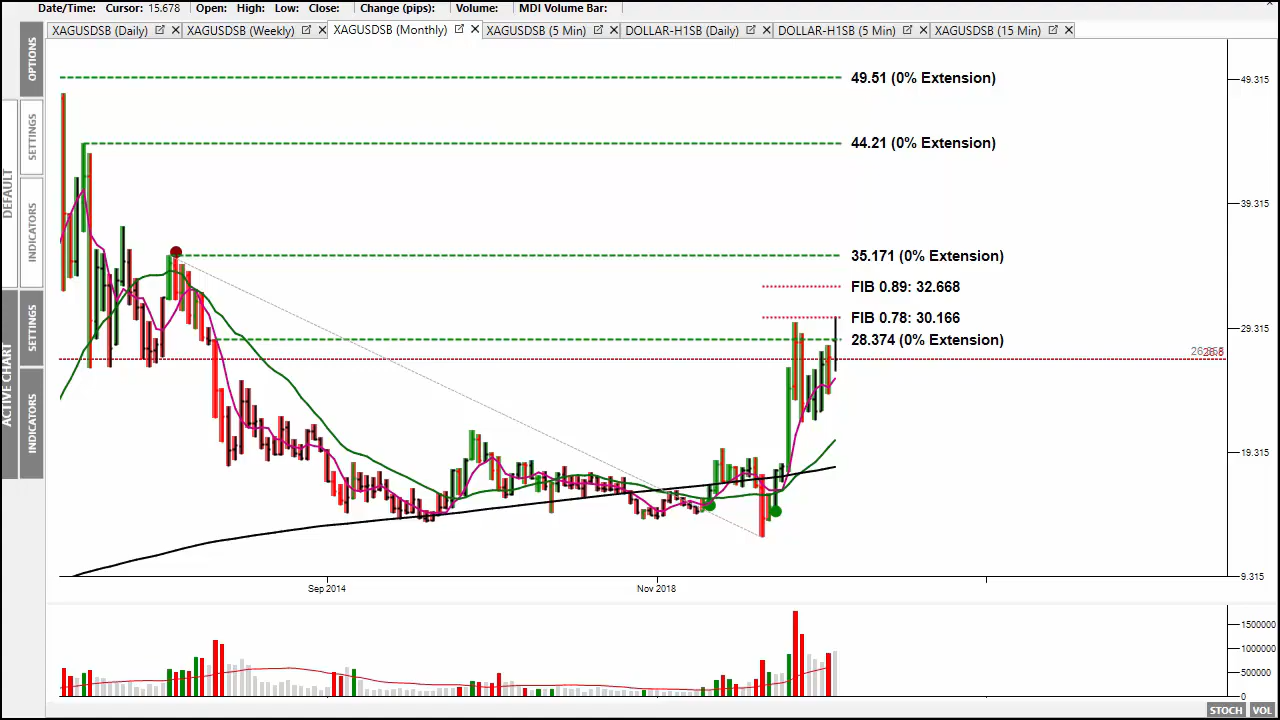 Date/Time: Cursor: 15.678 Open: High: Low: Close: Change (pips): Volume: MDI Volume Bar:
XAGUSDSB (Daily) XAGUSDSB (Weekly) XAGUSDSB (Monthly) XAGUSDSB (5 Min) DOLLAR-H1SB (Daily) DOLLAR-H1SB (5 Min) XAGUSDSB (15 Min)
OPTIONS
SETTINGS
DEFAULT
INDICATORS
SETTINGS
ACTIVE CHART
INDICATORS
49.51 (0% Extension)
49.315
44.21 (0% Extension)
39.315
35.171 (0% Extension)
FIB 0.89: 32.668
FIB 0.78: 30.166
29.315
28.374 (0% Extension)
19.315
9.315
Sep 2014 Nov 2018
1500000
1000000
500000
0
STOCH VOL